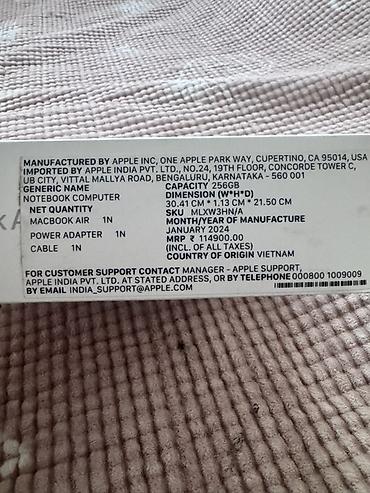 MANUFACTURED BY APPLE INC, ONE APPLE PARK WAY, CUPERTINO, CA 95014, USA
IMPORTED BY APPLE INDIA PVT. LTD., NO.24, 19TH FLOOR, CONCORDE TOWER C,
UB CITY, VITTAL MALLYA ROAD, BENGALURU, KARNATAKA - 560 001
GENERIC NAME
NOTEBOOK COMPUTER
NET QUANTITY
MACBOOK AIR 1N
POWER ADAPTER 1N
CABLE 1N
CAPACITY 256GB
DIMENSION (W*H*D)
30.41 CM * 1.13 CM * 21.50 CM
SKU MLXW3HN/A
MONTH/YEAR OF MANUFACTURE
JANUARY 2024
MRP ₹ 114900.00
(INCL. OF ALL TAXES)
COUNTRY OF ORIGIN VIETNAM
FOR CUSTOMER SUPPORT CONTACT MANAGER - APPLE SUPPORT,
APPLE INDIA PVT. LTD. AT STATED ADDRESS, OR BY TELEPHONE 000800 1009009
BY EMAIL INDIA_SUPPORT@APPLE.COM